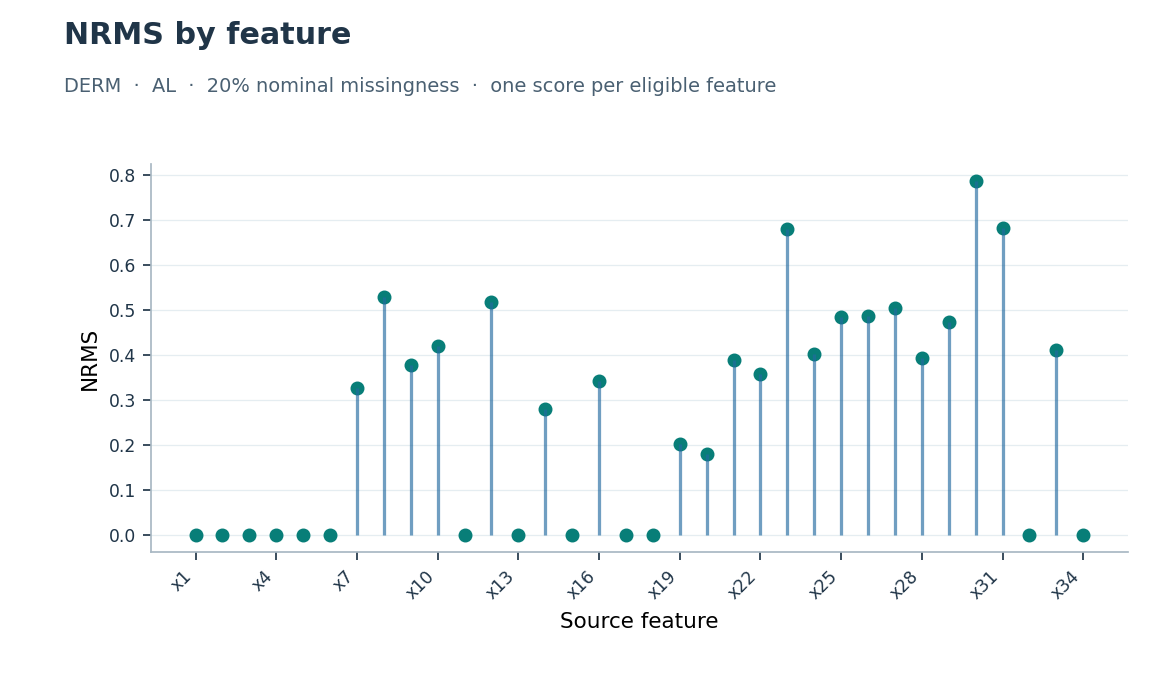 NRMS by feature
DERM · AL · 20% nominal missingness · one score per eligible feature
0.8
0.7
0.6
0.5
0.4
0.3
0.2
0.1
0.0
NRMS
x1 x4 x7 x10 x13 x16 x19 x22 x25 x28 x31 x34
Source feature